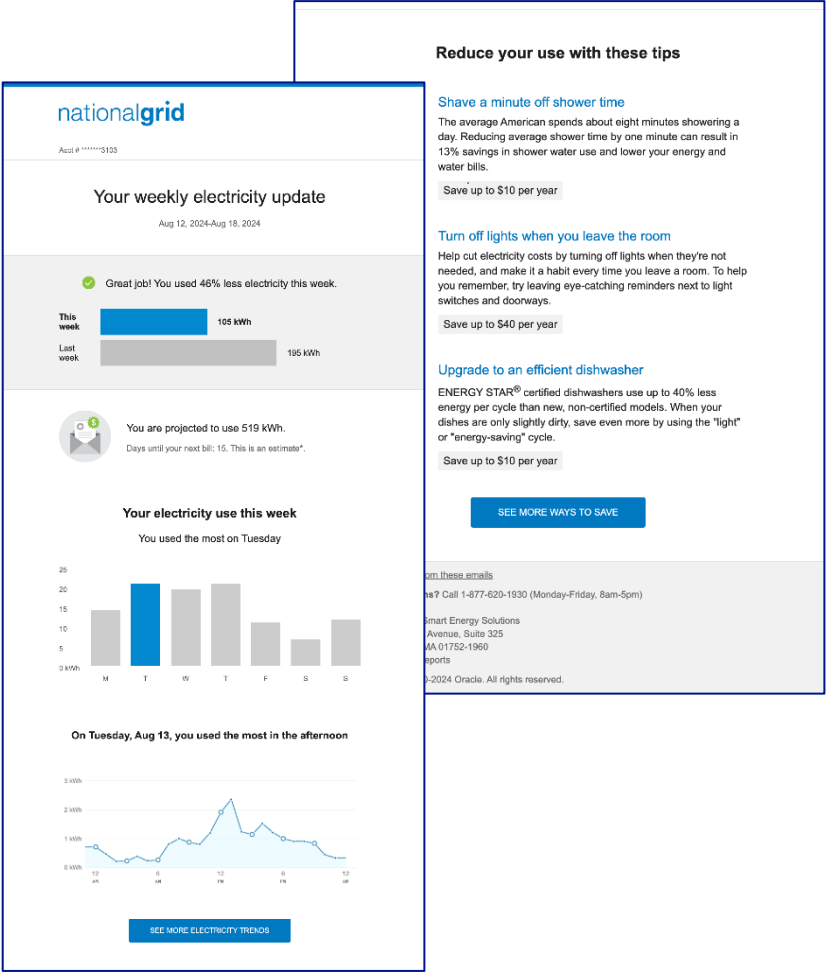 nationalgrid
Acct # *******3103
Your weekly electricity update
Aug 12, 2024-Aug 18, 2024
Great job! You used 46% less electricity this week.
This
week
105 kWh
Last
week
195 kWh
You are projected to use 519 kWh.
Days until your next bill: 15. This is an estimate*.
Your electricity use this week
You used the most on Tuesday
25
20
15
10
5
0 kWh
M T W T F S S
On Tuesday, Aug 13, you used the most in the afternoon
3 kWh
2 kWh
1 kWh
0 kWh
12 6 12 6 12
AM AM PM PM AM
SEE MORE ELECTRICITY TRENDS
Reduce your use with these tips
Shave a minute off shower time
The average American spends about eight minutes showering a
day. Reducing average shower time by one minute can result in
13% savings in shower water use and lower your energy and
water bills.
Save up to $10 per year
Turn off lights when you leave the room
Help cut electricity costs by turning off lights when they're not
needed, and make it a habit every time you leave a room. To help
you remember, try leaving eye-catching reminders next to light
switches and doorways.
Save up to $40 per year
Upgrade to an efficient dishwasher
ENERGY STAR® certified dishwashers use up to 40% less
energy per cycle than new, non-certified models. When your
dishes are only slightly dirty, save even more by using the "light"
or "energy-saving" cycle.
Save up to $10 per year
SEE MORE WAYS TO SAVE
om these emails
ns? Call 1-877-620-1930 (Monday-Friday, 8am-5pm)
Smart Energy Solutions
Avenue, Suite 325
MA 01752-1960
eports
-2024 Oracle. All rights reserved.